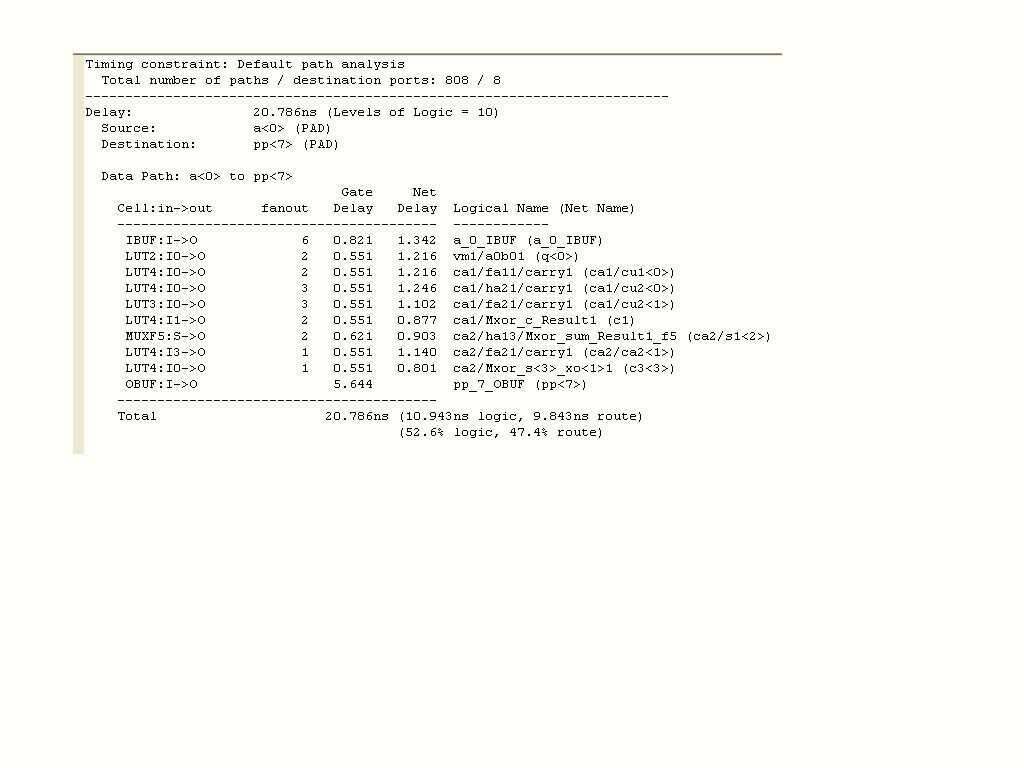 Timing constraint: Default path analysis
Total number of paths / destination ports: 808 / 8
-------------------------------------------------------------------------
Delay: 20.786ns (Levels of Logic = 10)
Source: a<0> (PAD)
Destination: pp<7> (PAD)
Data Path: a<0> to pp<7>
Gate Net
Cell:in->out fanout Delay Delay Logical Name (Net Name)
---------------------------------------- ------------
IBUF:I->O 6 0.821 1.342 a_0_IBUF (a_0_IBUF)
LUT2:I0->O 2 0.551 1.216 vm1/a0b01 (q<0>)
LUT4:I0->O 2 0.551 1.216 ca1/fa11/carry1 (ca1/cu1<0>)
LUT4:I0->O 3 0.551 1.246 ca1/ha21/carry1 (ca1/cu2<0>)
LUT3:I0->O 3 0.551 1.102 ca1/fa21/carry1 (ca1/cu2<1>)
LUT4:I1->O 2 0.551 0.877 ca1/Mxor_c_Result1 (c1)
MUXF5:S->O 2 0.621 0.903 ca2/ha13/Mxor_sum_Result1_f5 (ca2/s1<2>)
LUT4:I3->O 1 0.551 1.140 ca2/fa21/carry1 (ca2/ca2<1>)
LUT4:I0->O 1 0.551 0.801 ca2/Mxor_s<3>_xo<1>1 (c3<3>)
OBUF:I->O 5.644 pp_7_OBUF (pp<7>)
----------------------------------------
Total 20.786ns (10.943ns logic, 9.843ns route)
(52.6% logic, 47.4% route)